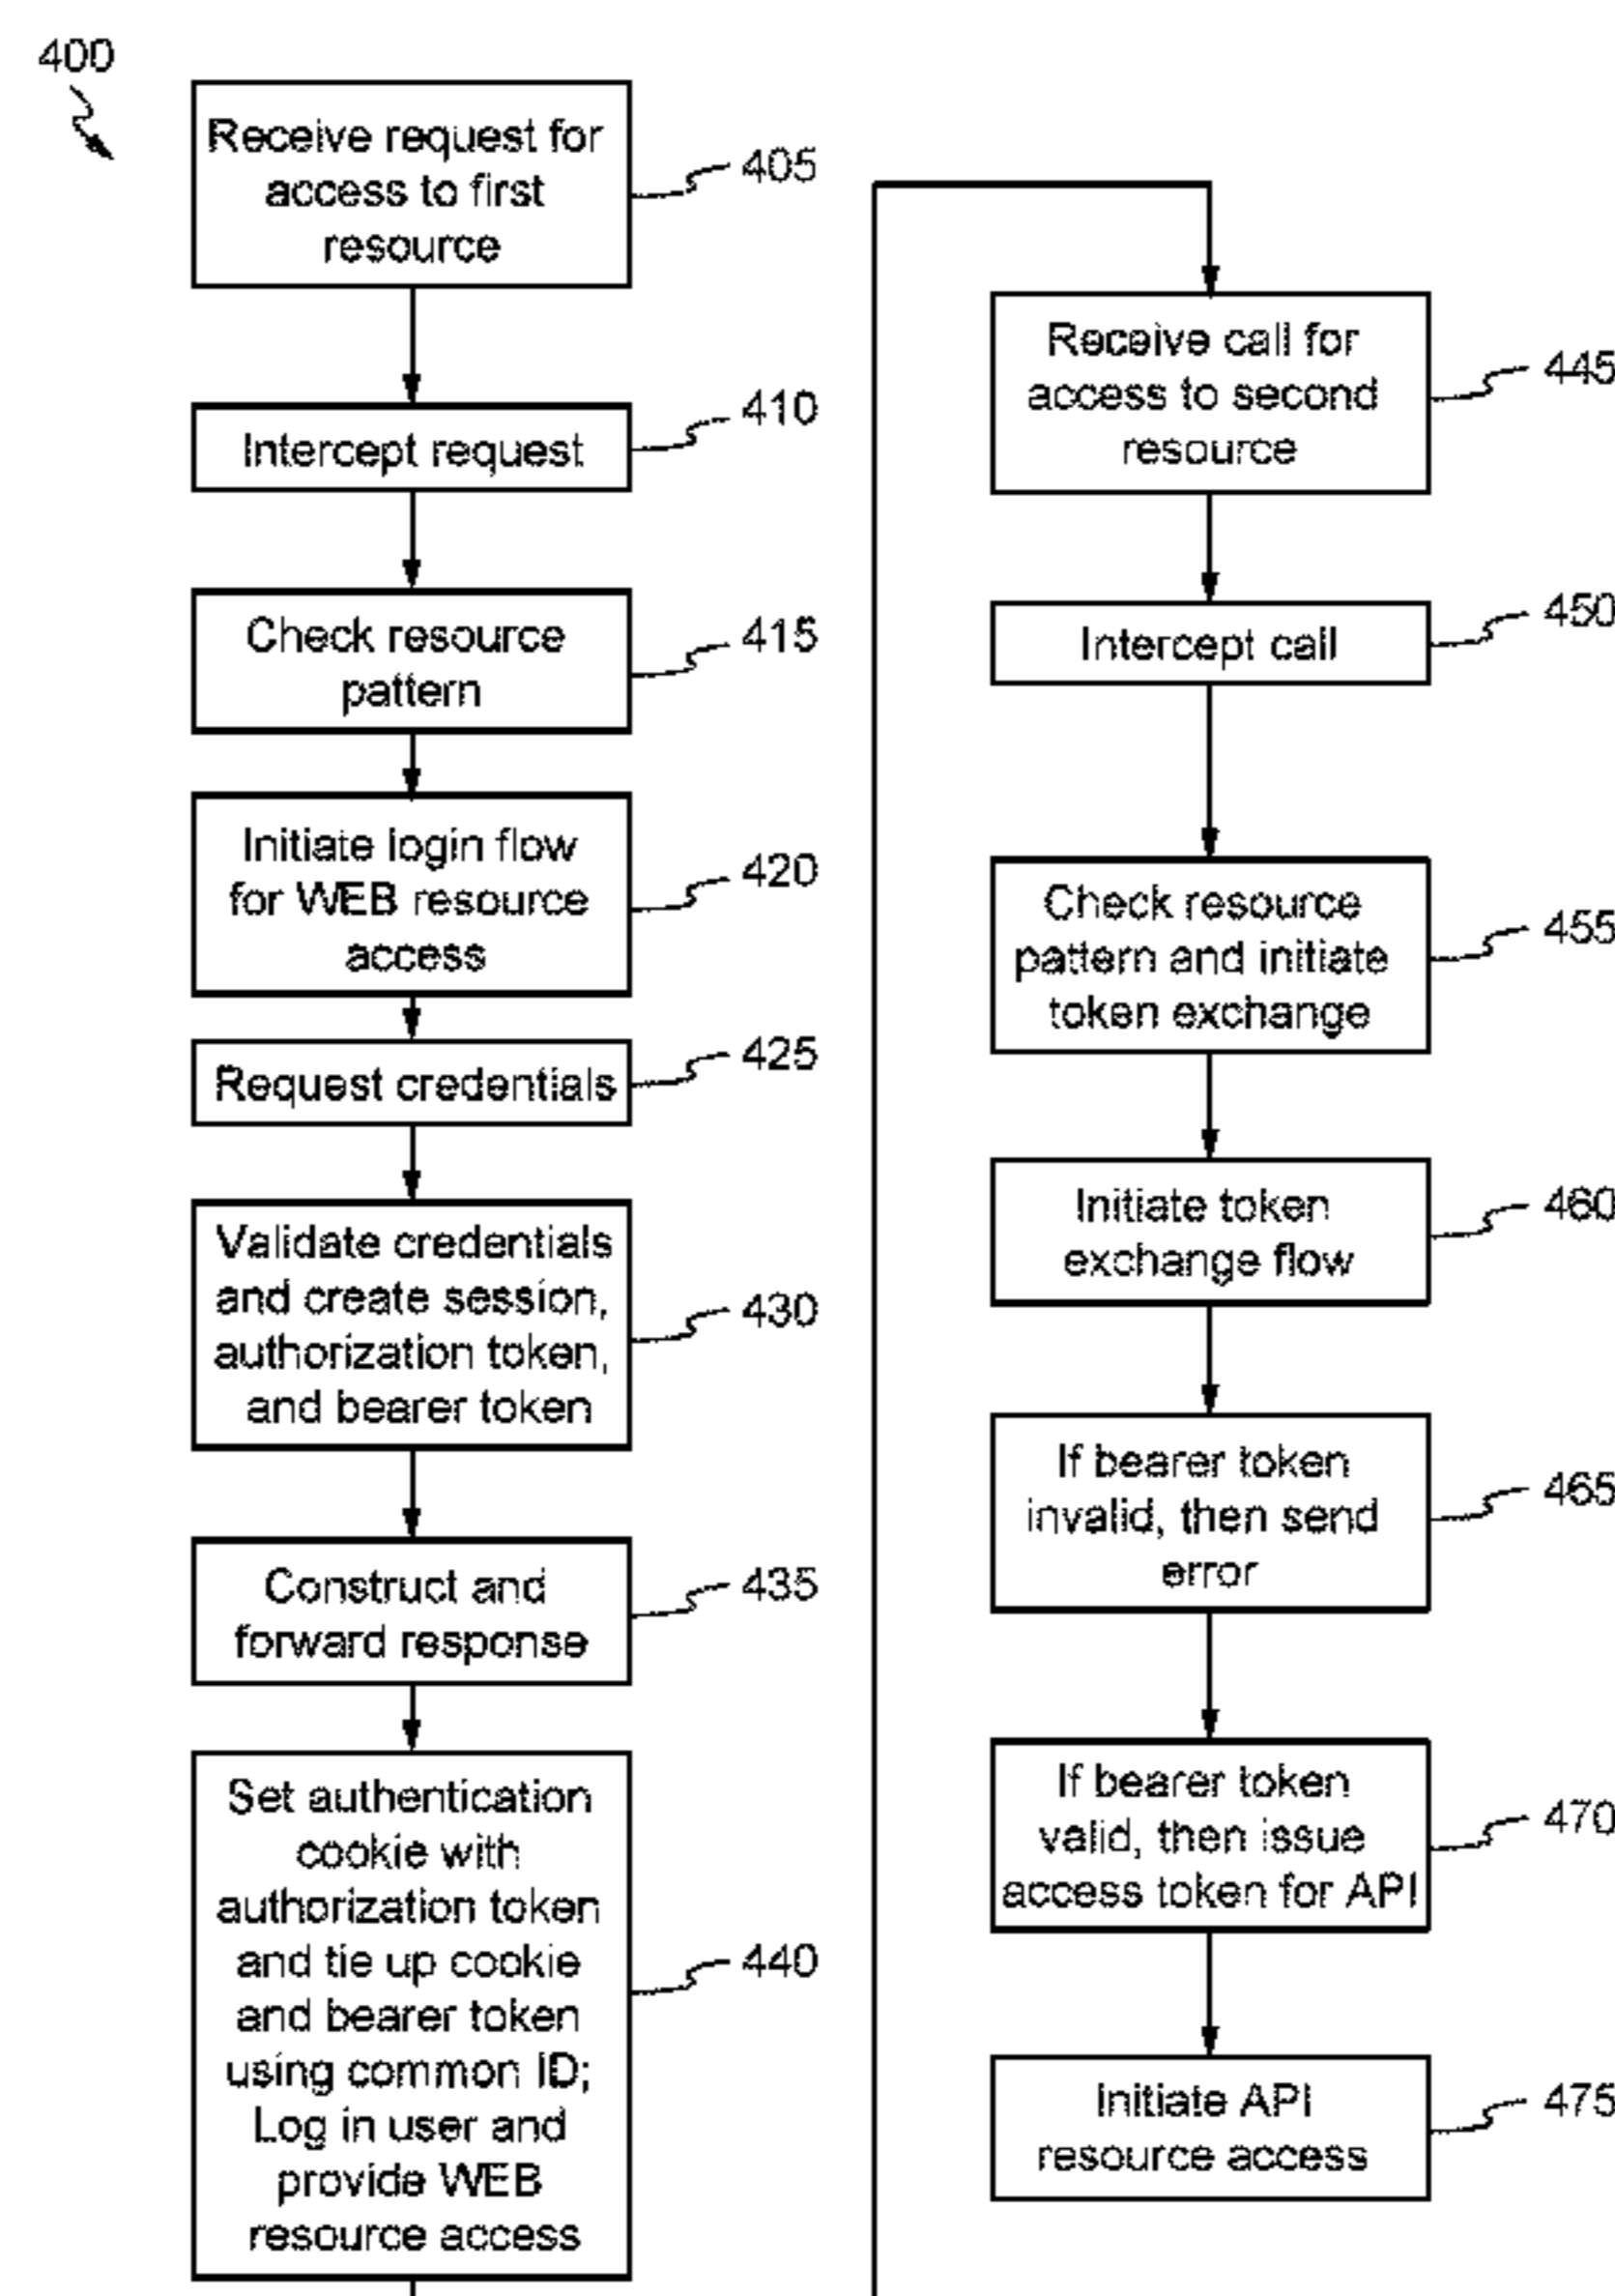 400
Receive request for
access to first
resource
405
Intercept request
410
Check resource
pattern
415
Initiate login flow
for WEB resource
access
420
Request credentials
425
Validate credentials
and create session,
authorization token,
and bearer token
430
Construct and
forward response
435
Set authentication
cookie with
authorization token
and tie up cookie
and bearer token
using common ID;
Log in user and
provide WEB
resource access
440
Receive call for
access to second
resource
445
Intercept call
450
Check resource
pattern and initiate
token exchange
455
Initiate token
exchange flow
460
If bearer token
invalid, then send
error
465
If bearer token
valid, then issue
access token for API
470
Initiate API
resource access
475